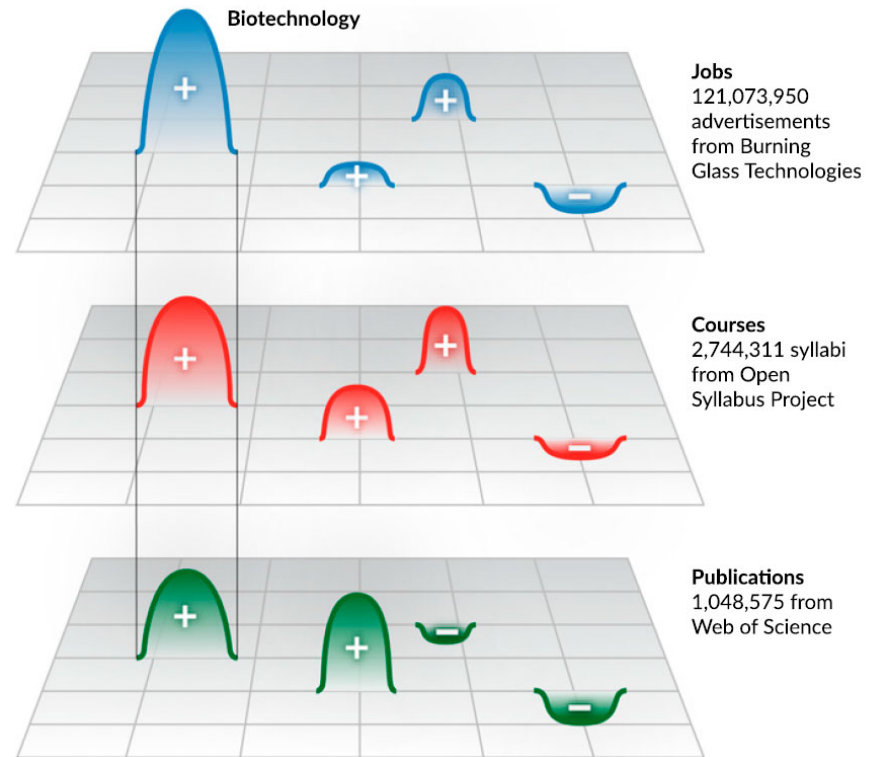 Biotechnology
Jobs
121,073,950
advertisements
from Burning
Glass Technologies
+
+
+
−
Courses
2,744,311 syllabi
from Open
Syllabus Project
+
+
+
−
Publications
1,048,575 from
Web of Science
+
+
−
−